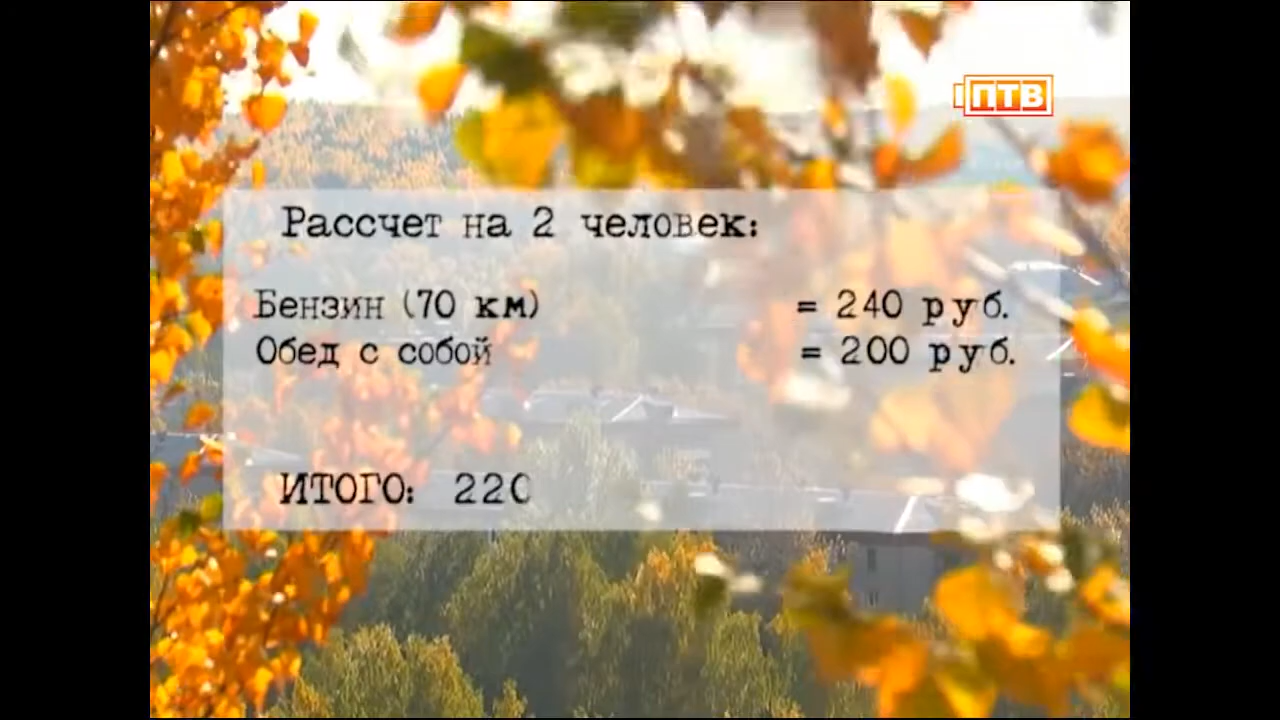 ПТВ
Рассчет на 2 человек:
Бензин (70 км) = 240 руб.
Обед с собой = 200 руб.
ИТОГО: 220